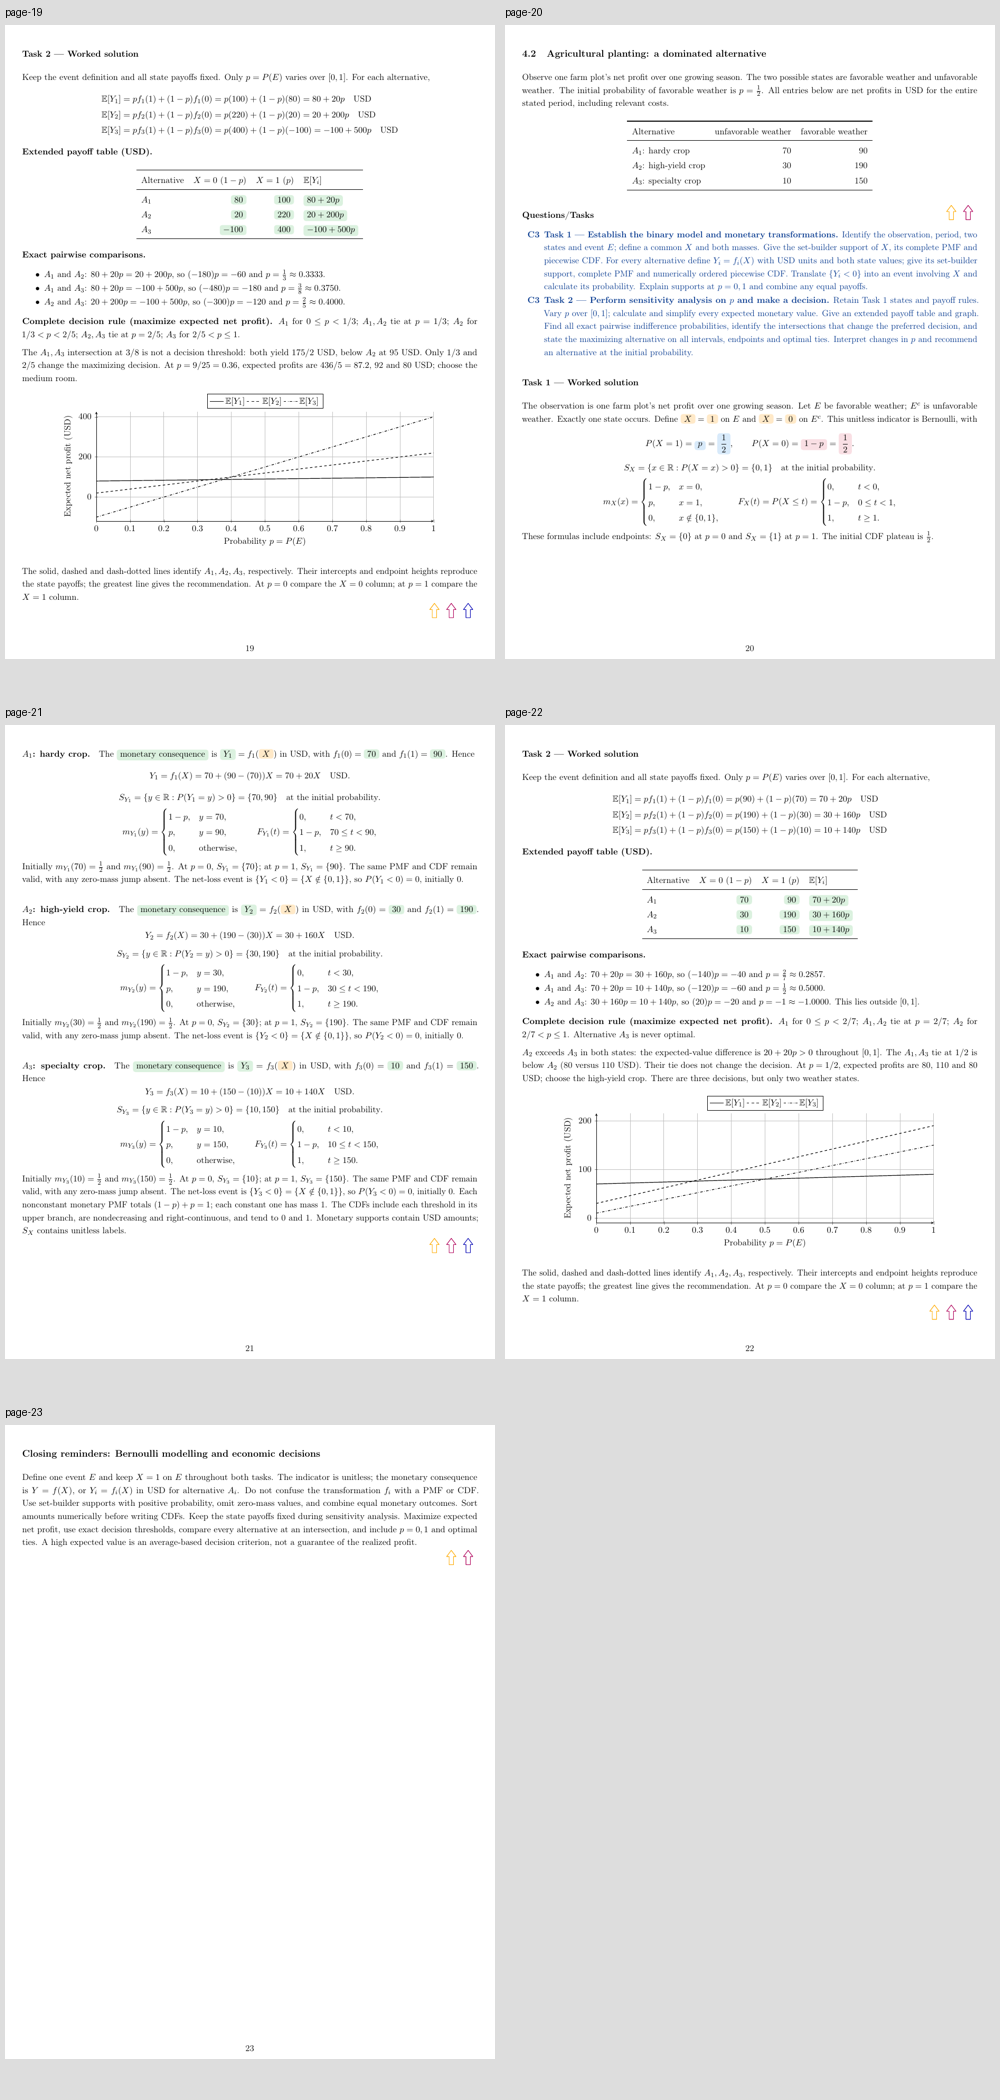 page-19
Task 2 — Worked solution
Keep the event definition and all state payoffs fixed. Only p = P(E) varies over [0, 1]. For each alternative,
𝔼[Y₁] = pf₁(1) + (1 − p)f₁(0) = p(100) + (1 − p)(80) = 80 + 20p USD
𝔼[Y₂] = pf₂(1) + (1 − p)f₂(0) = p(220) + (1 − p)(20) = 20 + 200p USD
𝔼[Y₃] = pf₃(1) + (1 − p)f₃(0) = p(400) + (1 − p)(−100) = −100 + 500p USD
Extended payoff table (USD).
Alternative X = 0 (1 − p) X = 1 (p) 𝔼[Yᵢ]
A₁ 80 100 80 + 20p
A₂ 20 220 20 + 200p
A₃ −100 400 −100 + 500p
Exact pairwise comparisons.
• A₁ and A₂: 80 + 20p = 20 + 200p, so (−180)p = −60 and p = 1/3 ≈ 0.3333.
• A₁ and A₃: 80 + 20p = −100 + 500p, so (−480)p = −180 and p = 3/8 ≈ 0.3750.
• A₂ and A₃: 20 + 200p = −100 + 500p, so (−300)p = −120 and p = 2/5 ≈ 0.4000.
Complete decision rule (maximize expected net profit). A₁ for 0 ≤ p < 1/3; A₁, A₂ tie at p = 1/3; A₂ for
1/3 < p < 2/5; A₂, A₃ tie at p = 2/5; A₃ for 2/5 < p ≤ 1.
The A₁, A₃ intersection at 3/8 is not a decision threshold: both yield 175/2 USD, below A₂ at 95 USD. Only 1/3 and
2/5 change the maximizing decision. At p = 9/25 = 0.36, expected profits are 436/5 = 87.2, 92 and 80 USD; choose the
medium room.
𝔼[Y₁] 𝔼[Y₂] 𝔼[Y₃]
Expected net profit (USD)
400
200
0
0 0.1 0.2 0.3 0.4 0.5 0.6 0.7 0.8 0.9 1
Probability p = P(E)
The solid, dashed and dash-dotted lines identify A₁, A₂, A₃, respectively. Their intercepts and endpoint heights reproduce
the state payoffs; the greatest line gives the recommendation. At p = 0 compare the X = 0 column; at p = 1 compare the
X = 1 column.
19
page-20
4.2 Agricultural planting: a dominated alternative
Observe one farm plot's net profit over one growing season. The two possible states are favorable weather and unfavorable
weather. The initial probability of favorable weather is p = 1/2. All entries below are net profits in USD for the entire
stated period, including relevant costs.
Alternative unfavorable weather favorable weather
A₁: hardy crop 70 90
A₂: high-yield crop 30 190
A₃: specialty crop 10 150
Questions/Tasks
C3 Task 1 — Establish the binary model and monetary transformations. Identify the observation, period, two
states and event E; define a common X and both masses. Give the set-builder support of X, its complete PMF and
piecewise CDF. For every alternative define Yᵢ = fᵢ(X) with USD units and both state values; give its set-builder
support, complete PMF and numerically ordered piecewise CDF. Translate {Yᵢ < 0} into an event involving X and
calculate its probability. Explain supports at p = 0, 1 and combine any equal payoffs.
C3 Task 2 — Perform sensitivity analysis on p and make a decision. Retain Task 1 states and payoff rules.
Vary p over [0, 1]; calculate and simplify every expected monetary value. Give an extended payoff table and graph.
Find all exact pairwise indifference probabilities, identify the intersections that change the preferred decision, and
state the maximizing alternative on all intervals, endpoints and optimal ties. Interpret changes in p and recommend
an alternative at the initial probability.
Task 1 — Worked solution
The observation is one farm plot's net profit over one growing season. Let E be favorable weather; Eᶜ is unfavorable
weather. Exactly one state occurs. Define X = 1 on E and X = 0 on Eᶜ. This unitless indicator is Bernoulli, with
P(X = 1) = p = 1/2, P(X = 0) = 1 − p = 1/2.
S_X = {x ∈ ℝ : P(X = x) > 0} = {0, 1} at the initial probability.
m_X(x) = { 1 − p, x = 0, F_X(t) = P(X ≤ t) = { 0, t < 0,
p, x = 1, 1 − p, 0 ≤ t < 1,
0, x ∉ {0, 1}, 1, t ≥ 1.
These formulas include endpoints: S_X = {0} at p = 0 and S_X = {1} at p = 1. The initial CDF plateau is 1/2.
20
page-21
A₁: hardy crop. The monetary consequence is Y₁ = f₁( X ) in USD, with f₁(0) = 70 and f₁(1) = 90 . Hence
Y₁ = f₁(X) = 70 + (90 − (70))X = 70 + 20X USD.
S_Y₁ = {y ∈ ℝ : P(Y₁ = y) > 0} = {70, 90} at the initial probability.
m_Y₁(y) = { 1 − p, y = 70, F_Y₁(t) = { 0, t < 70,
p, y = 90, 1 − p, 70 ≤ t < 90,
0, otherwise, 1, t ≥ 90.
Initially m_Y₁(70) = 1/2 and m_Y₁(90) = 1/2. At p = 0, S_Y₁ = {70}; at p = 1, S_Y₁ = {90}. The same PMF and CDF remain
valid, with any zero-mass jump absent. The net-loss event is {Y₁ < 0} = {X ∉ {0, 1}}, so P(Y₁ < 0) = 0, initially 0.
A₂: high-yield crop. The monetary consequence is Y₂ = f₂( X ) in USD, with f₂(0) = 30 and f₂(1) = 190 .
Hence
Y₂ = f₂(X) = 30 + (190 − (30))X = 30 + 160X USD.
S_Y₂ = {y ∈ ℝ : P(Y₂ = y) > 0} = {30, 190} at the initial probability.
m_Y₂(y) = { 1 − p, y = 30, F_Y₂(t) = { 0, t < 30,
p, y = 190, 1 − p, 30 ≤ t < 190,
0, otherwise, 1, t ≥ 190.
Initially m_Y₂(30) = 1/2 and m_Y₂(190) = 1/2. At p = 0, S_Y₂ = {30}; at p = 1, S_Y₂ = {190}. The same PMF and CDF remain
valid, with any zero-mass jump absent. The net-loss event is {Y₂ < 0} = {X ∉ {0, 1}}, so P(Y₂ < 0) = 0, initially 0.
A₃: specialty crop. The monetary consequence is Y₃ = f₃( X ) in USD, with f₃(0) = 10 and f₃(1) = 150 .
Hence
Y₃ = f₃(X) = 10 + (150 − (10))X = 10 + 140X USD.
S_Y₃ = {y ∈ ℝ : P(Y₃ = y) > 0} = {10, 150} at the initial probability.
m_Y₃(y) = { 1 − p, y = 10, F_Y₃(t) = { 0, t < 10,
p, y = 150, 1 − p, 10 ≤ t < 150,
0, otherwise, 1, t ≥ 150.
Initially m_Y₃(10) = 1/2 and m_Y₃(150) = 1/2. At p = 0, S_Y₃ = {10}; at p = 1, S_Y₃ = {150}. The same PMF and CDF remain
valid, with any zero-mass jump absent. The net-loss event is {Y₃ < 0} = {X ∉ {0, 1}}, so P(Y₃ < 0) = 0, initially 0. Each
nonconstant monetary PMF totals (1 − p) + p = 1; each constant one has mass 1. The CDFs include each threshold in its
upper branch, are nondecreasing and right-continuous, and tend to 0 and 1. Monetary supports contain USD amounts;
S_X contains unitless labels.
21
page-22
Task 2 — Worked solution
Keep the event definition and all state payoffs fixed. Only p = P(E) varies over [0, 1]. For each alternative,
𝔼[Y₁] = pf₁(1) + (1 − p)f₁(0) = p(90) + (1 − p)(70) = 70 + 20p USD
𝔼[Y₂] = pf₂(1) + (1 − p)f₂(0) = p(190) + (1 − p)(30) = 30 + 160p USD
𝔼[Y₃] = pf₃(1) + (1 − p)f₃(0) = p(150) + (1 − p)(10) = 10 + 140p USD
Extended payoff table (USD).
Alternative X = 0 (1 − p) X = 1 (p) 𝔼[Yᵢ]
A₁ 70 90 70 + 20p
A₂ 30 190 30 + 160p
A₃ 10 150 10 + 140p
Exact pairwise comparisons.
• A₁ and A₂: 70 + 20p = 30 + 160p, so (−140)p = −40 and p = 2/7 ≈ 0.2857.
• A₁ and A₃: 70 + 20p = 10 + 140p, so (−120)p = −60 and p = 1/2 ≈ 0.5000.
• A₂ and A₃: 30 + 160p = 10 + 140p, so (20)p = −20 and p = −1 ≈ −1.0000. This lies outside [0, 1].
Complete decision rule (maximize expected net profit). A₁ for 0 ≤ p < 2/7; A₁, A₂ tie at p = 2/7; A₂ for
2/7 < p ≤ 1. Alternative A₃ is never optimal.
A₂ exceeds A₃ in both states: the expected-value difference is 20 + 20p > 0 throughout [0, 1]. The A₁, A₃ tie at 1/2 is
below A₂ (80 versus 110 USD). Their tie does not change the decision. At p = 1/2, expected profits are 80, 110 and 80
USD; choose the high-yield crop. There are three decisions, but only two weather states.
𝔼[Y₁] 𝔼[Y₂] 𝔼[Y₃]
Expected net profit (USD)
200
100
0
0 0.1 0.2 0.3 0.4 0.5 0.6 0.7 0.8 0.9 1
Probability p = P(E)
The solid, dashed and dash-dotted lines identify A₁, A₂, A₃, respectively. Their intercepts and endpoint heights reproduce
the state payoffs; the greatest line gives the recommendation. At p = 0 compare the X = 0 column; at p = 1 compare the
X = 1 column.
22
page-23
Closing reminders: Bernoulli modelling and economic decisions
Define one event E and keep X = 1 on E throughout both tasks. The indicator is unitless; the monetary consequence
is Y = f(X), or Yᵢ = fᵢ(X) in USD for alternative Aᵢ. Do not confuse the transformation fᵢ with a PMF or CDF.
Use set-builder supports with positive probability, omit zero-mass values, and combine equal monetary outcomes. Sort
amounts numerically before writing CDFs. Keep the state payoffs fixed during sensitivity analysis. Maximize expected
net profit, use exact decision thresholds, compare every alternative at an intersection, and include p = 0, 1 and optimal
ties. A high expected value is an average-based decision criterion, not a guarantee of the realized profit.
23